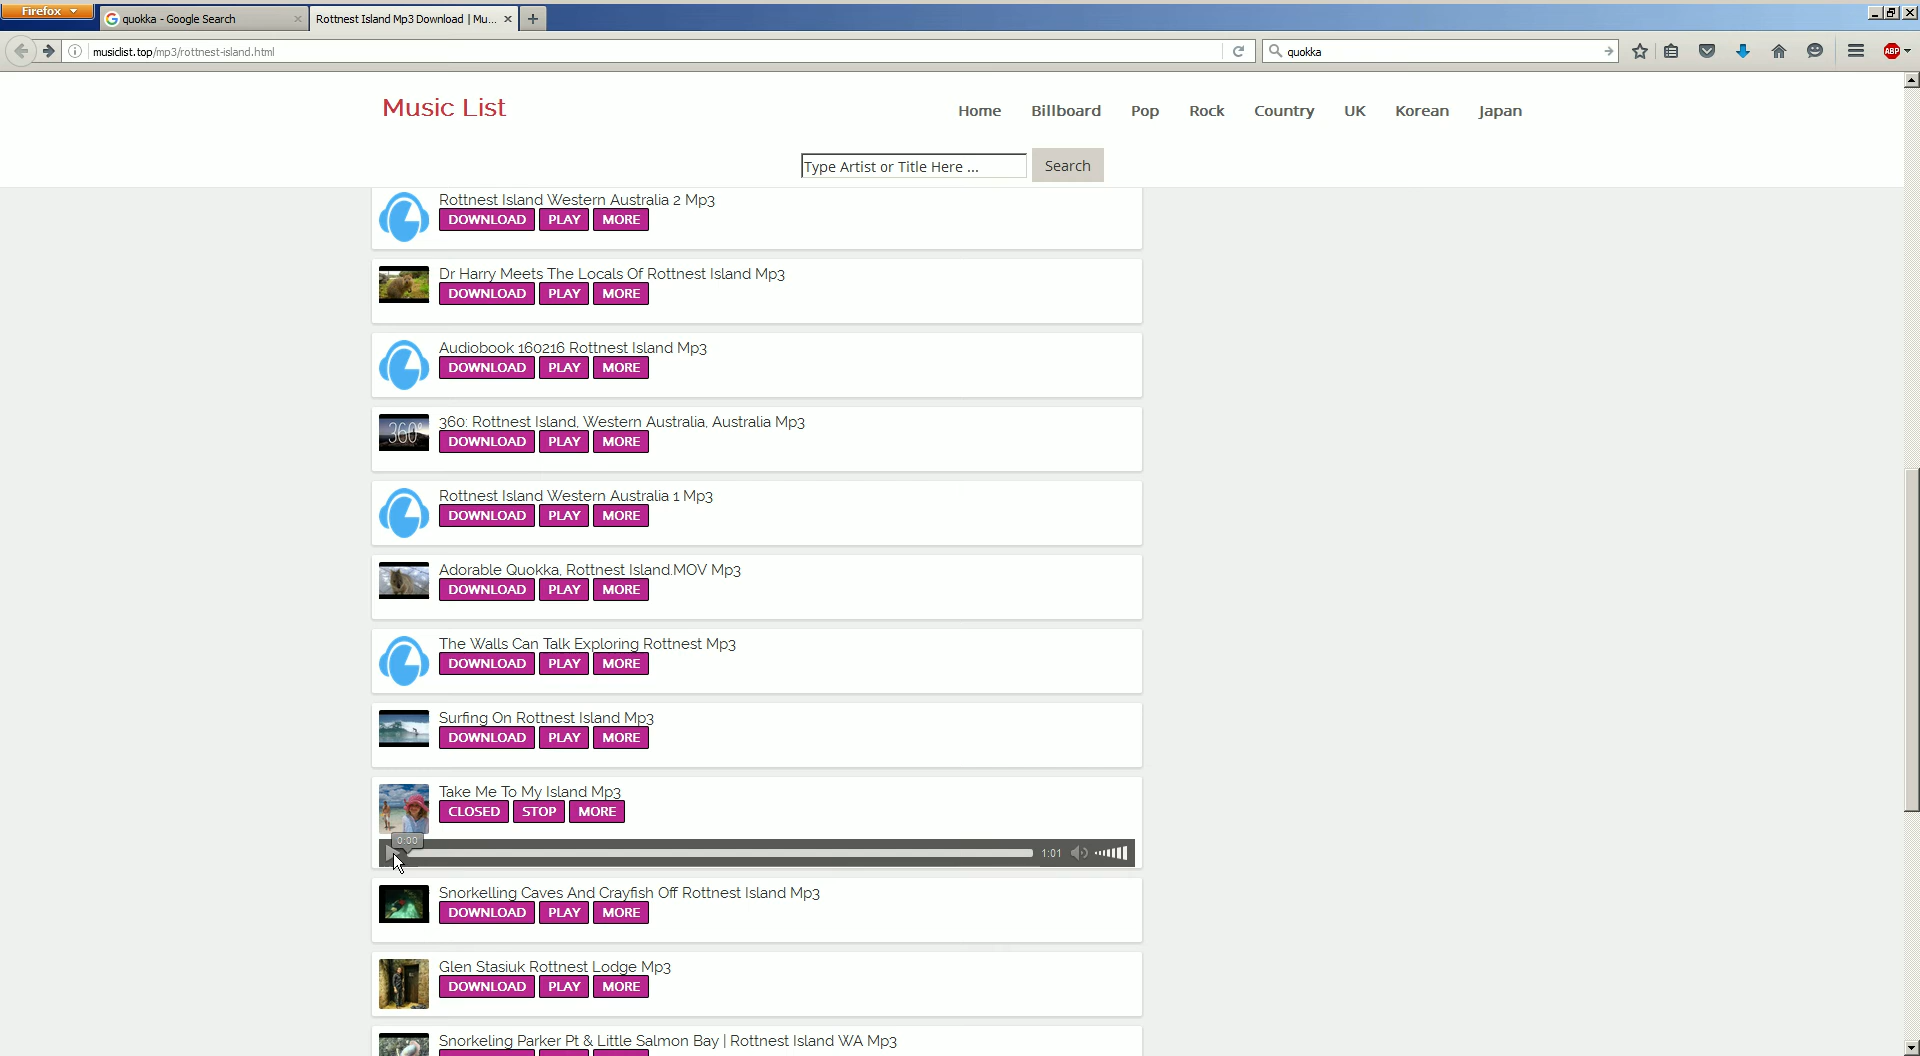 Firefox
quokka - Google Search
Rottnest Island Mp3 Download | Mu...
musiclist.top/mp3/rottnest-island.html
quokka
ABP
Music List
Home Billboard Pop Rock Country UK Korean Japan
Type Artist or Title Here ... Search
Rottnest Island Western Australia 2 Mp3
DOWNLOAD PLAY MORE
Dr Harry Meets The Locals Of Rottnest Island Mp3
DOWNLOAD PLAY MORE
Audiobook 160216 Rottnest Island Mp3
DOWNLOAD PLAY MORE
360°
360: Rottnest Island, Western Australia, Australia Mp3
DOWNLOAD PLAY MORE
Rottnest Island Western Australia 1 Mp3
DOWNLOAD PLAY MORE
Adorable Quokka, Rottnest Island.MOV Mp3
DOWNLOAD PLAY MORE
The Walls Can Talk Exploring Rottnest Mp3
DOWNLOAD PLAY MORE
Surfing On Rottnest Island Mp3
DOWNLOAD PLAY MORE
Take Me To My Island Mp3
CLOSED STOP MORE
0:00
1:01
Snorkelling Caves And Crayfish Off Rottnest Island Mp3
DOWNLOAD PLAY MORE
Glen Stasiuk Rottnest Lodge Mp3
DOWNLOAD PLAY MORE
Snorkeling Parker Pt & Little Salmon Bay | Rottnest Island WA Mp3